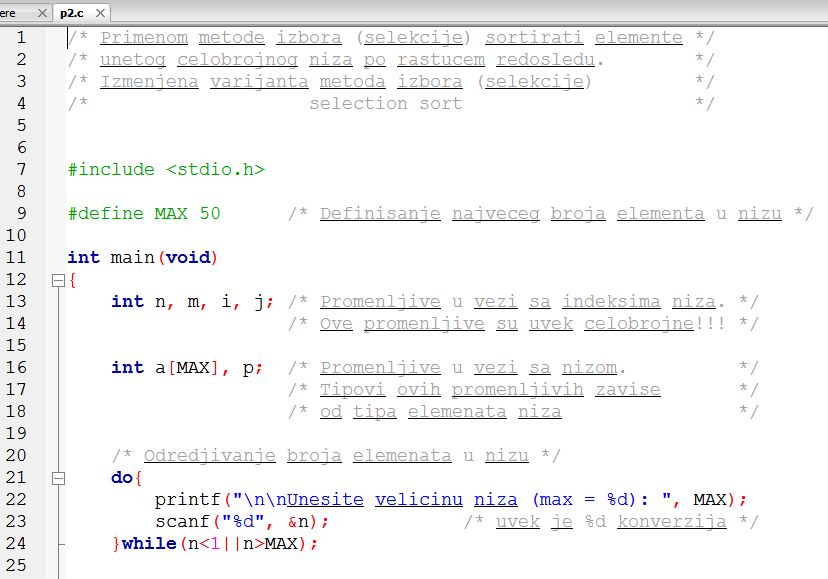 ere p2.c
1 /* Primenom metode izbora (selekcije) sortirati elemente */
2 /* unetog celobrojnog niza po rastucem redosledu. */
3 /* Izmenjena varijanta metoda izbora (selekcije) */
4 /* selection sort */
5
6
7 #include <stdio.h>
8
9 #define MAX 50 /* Definisanje najveceg broja elementa u nizu */
10
11 int main(void)
12 {
13 int n, m, i, j; /* Promenljive u vezi sa indeksima niza. */
14 /* Ove promenljive su uvek celobrojne!!! */
15
16 int a[MAX], p; /* Promenljive u vezi sa nizom. */
17 /* Tipovi ovih promenljivih zavise */
18 /* od tipa elemenata niza */
19
20 /* Odredjivanje broja elemenata u nizu */
21 do{
22 printf("\n\nUnesite velicinu niza (max = %d): ", MAX);
23 scanf("%d", &n); /* uvek je %d konverzija */
24 }while(n<1||n>MAX);
25